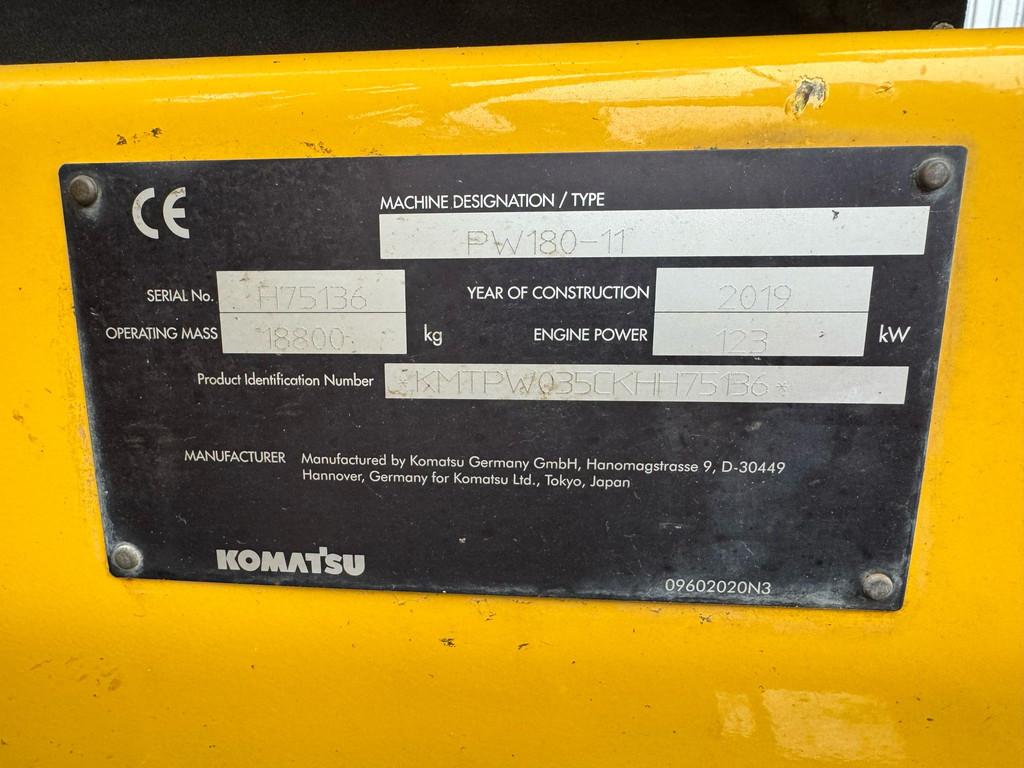 CE
MACHINE DESIGNATION / TYPE
PW180-11
SERIAL No. H75136 YEAR OF CONSTRUCTION 2019
OPERATING MASS 18800 kg ENGINE POWER 123 kW
Product Identification Number *KMTPW035CKHH75136*
MANUFACTURER Manufactured by Komatsu Germany GmbH, Hanomagstrasse 9, D-30449
Hannover, Germany for Komatsu Ltd., Tokyo, Japan
KOMATSU
09602020N3